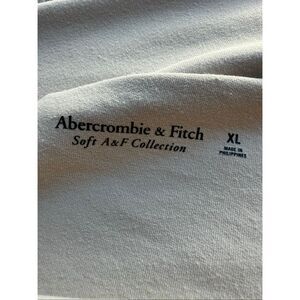 Abercrombie & Fitch
Soft A&F Collection
XL
MADE IN
PHILIPPINES